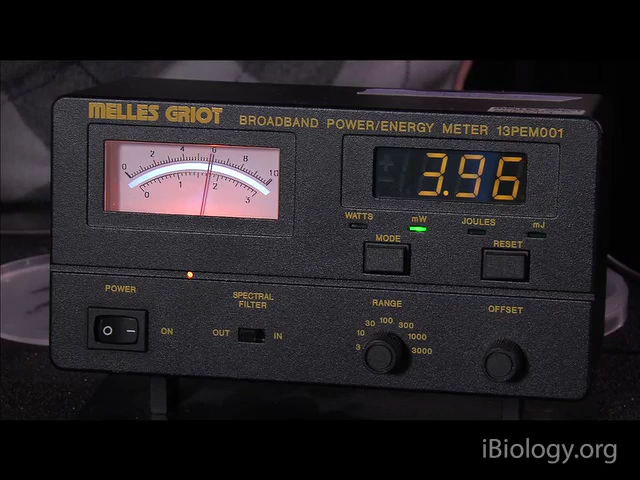 MELLES GRIOT
BROADBAND POWER/ENERGY METER 13PEM001
0 2 4 6 8 10
0 1 2 3
3.96
WATTS mW JOULES mJ
MODE RESET
POWER
ON
SPECTRAL
FILTER
OUT IN
RANGE
3 10 30 100 300 1000 3000
OFFSET
iBiology.org